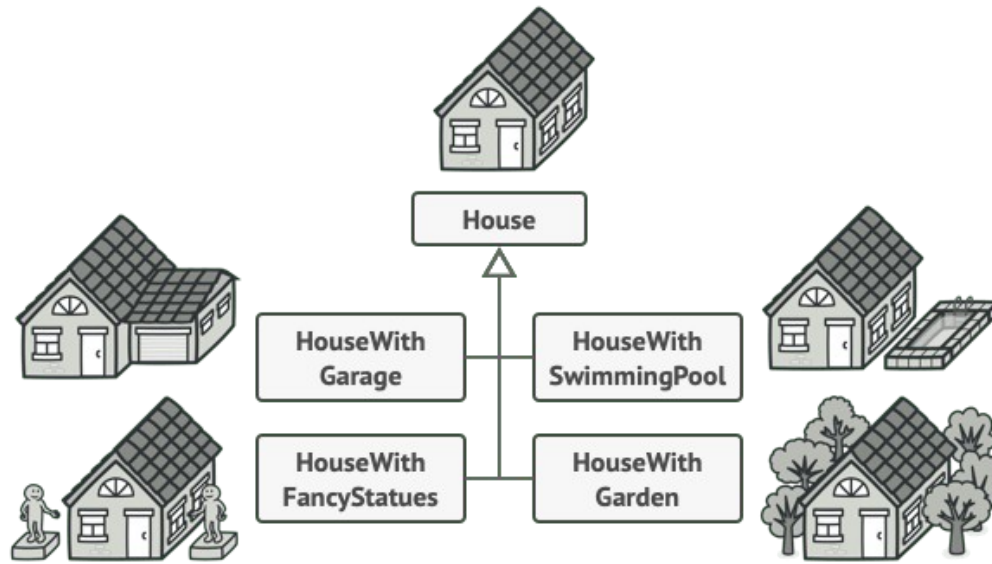 House
HouseWith
Garage
HouseWith
SwimmingPool
HouseWith
FancyStatues
HouseWith
Garden